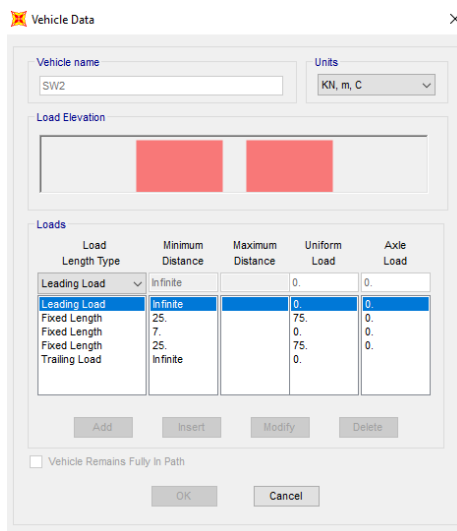 Vehicle Data
Vehicle name
Units
SW2
KN, m, C
Load Elevation
Loads
Load Length Type Minimum Distance Maximum Distance Uniform Load Axle Load
Leading Load Infinite 0. 0.
Leading Load Infinite 0. 0.
Fixed Length 25. 75. 0.
Fixed Length 7. 0. 0.
Fixed Length 25. 75. 0.
Trailing Load Infinite 0.
Add Insert Modify Delete
Vehicle Remains Fully In Path
OK Cancel